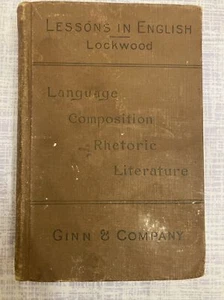 LESSONS IN ENGLISH
Lockwood
Language
Composition
Rhetoric
Literature
GINN & COMPANY